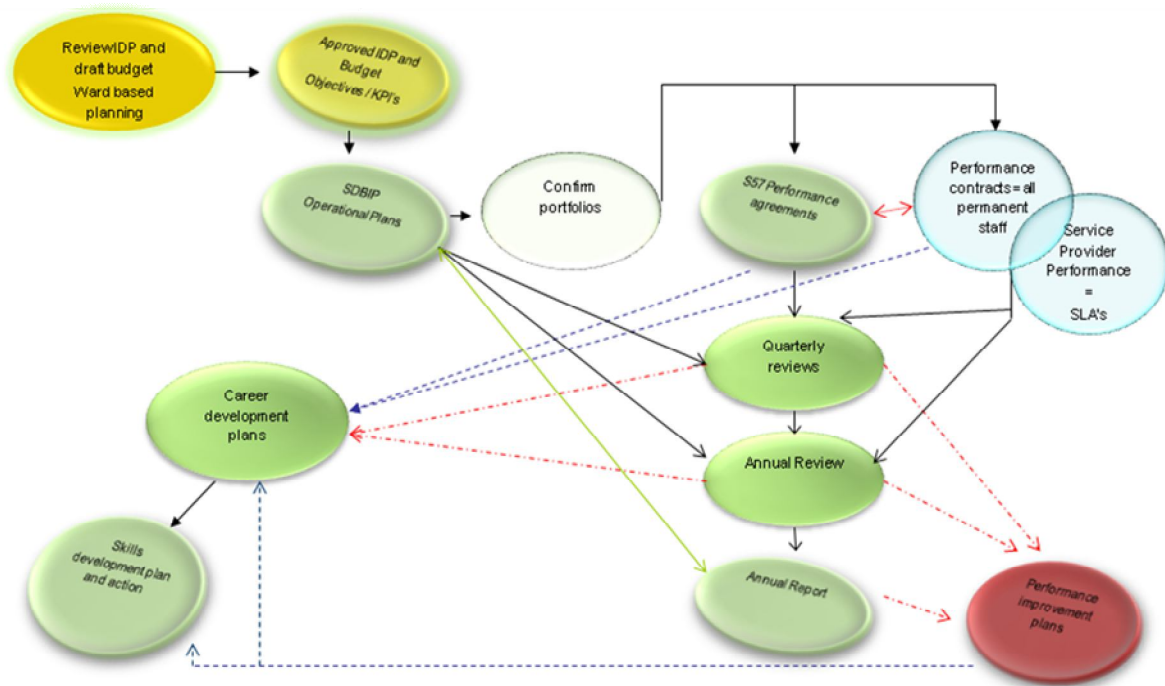 ReviewIDP and
draft budget
Ward based
planning
Approved IDP and
Budget
Objectives / KPI's
SDBIP
Operational Plans
Confirm
portfolios
S57 Performance
agreements
Performance
contracts= all
permanent
staff
Service
Provider
Performance
=
SLA's
Quarterly
reviews
Career
development
plans
Annual Review
Skills
development plan
and action
Annual Report
Performance
improvement
plans